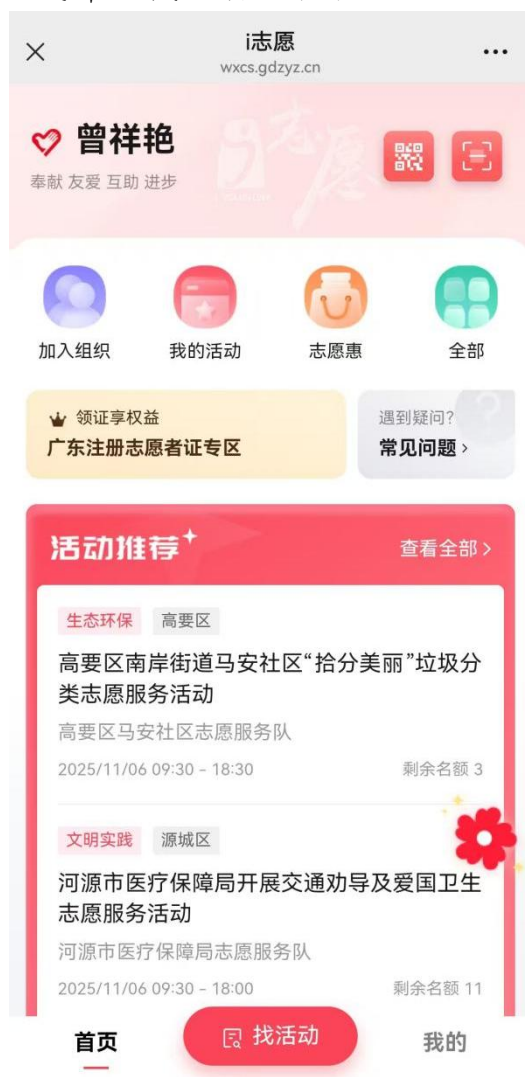 i志愿
wxcs.gdzyz.cn
曾祥艳
奉献 友爱 互助 进步
加入组织
我的活动
志愿惠
全部
领证享权益
广东注册志愿者证专区
遇到疑问?
常见问题 >
活动推荐
查看全部 >
生态环保 高要区
高要区南岸街道马安社区“拾分美丽”垃圾分
类志愿服务活动
高要区马安社区志愿服务队
2025/11/06 09:30 - 18:30 剩余名额 3
文明实践 源城区
河源市医疗保障局开展交通劝导及爱国卫生
志愿服务活动
河源市医疗保障局志愿服务队
2025/11/06 09:30 - 18:00 剩余名额 11
首页
找活动
我的